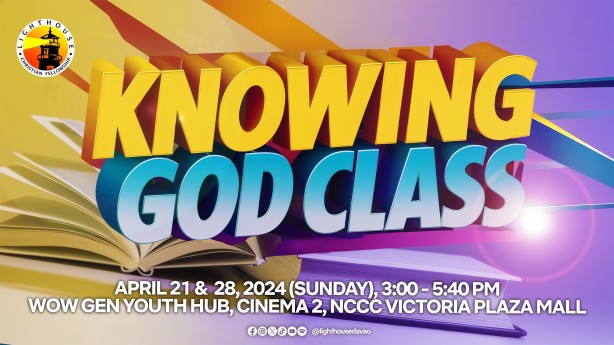 LIGHTHOUSE
CHRISTIAN FELLOWSHIP
KNOWING
GOD CLASS
APRIL 21 & 28, 2024 (SUNDAY), 3:00 - 5:40 PM
WOW GEN YOUTH HUB, CINEMA 2, NCCC VICTORIA PLAZA MALL
@lighthousedavao